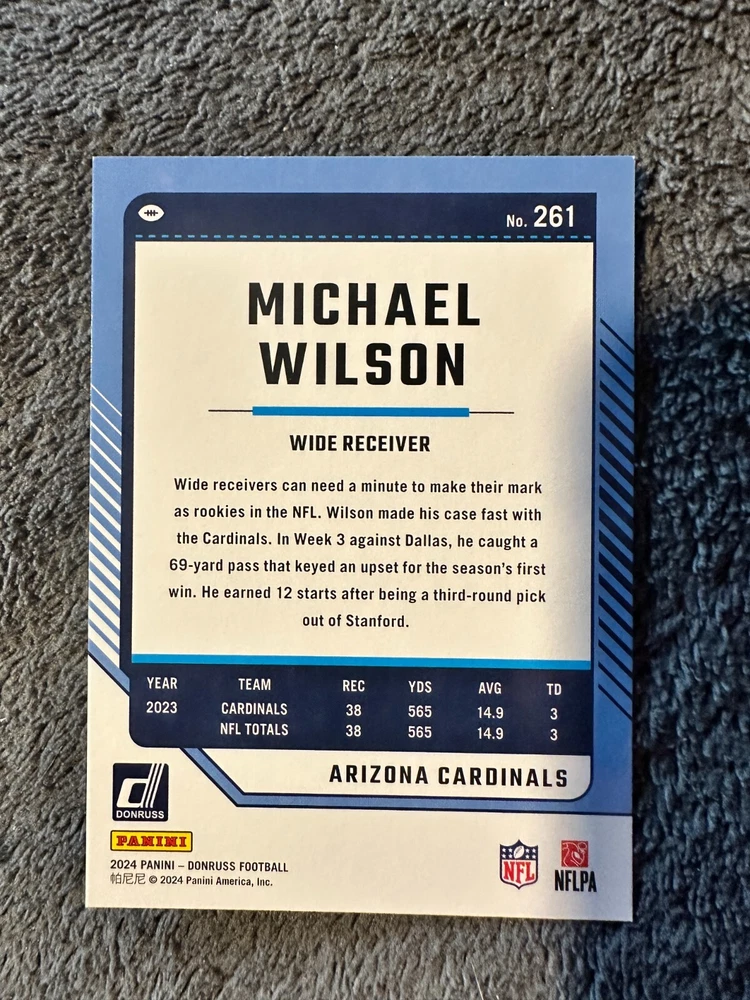 No. 261
MICHAEL
WILSON
WIDE RECEIVER
Wide receivers can need a minute to make their mark
as rookies in the NFL. Wilson made his case fast with
the Cardinals. In Week 3 against Dallas, he caught a
69-yard pass that keyed an upset for the season's first
win. He earned 12 starts after being a third-round pick
out of Stanford.
YEAR TEAM REC YDS AVG TD
2023 CARDINALS 38 565 14.9 3
NFL TOTALS 38 565 14.9 3
ARIZONA CARDINALS
DONRUSS
PANINI
2024 PANINI – DONRUSS FOOTBALL
帕尼尼 © 2024 Panini America, Inc.
NFL
NFLPA